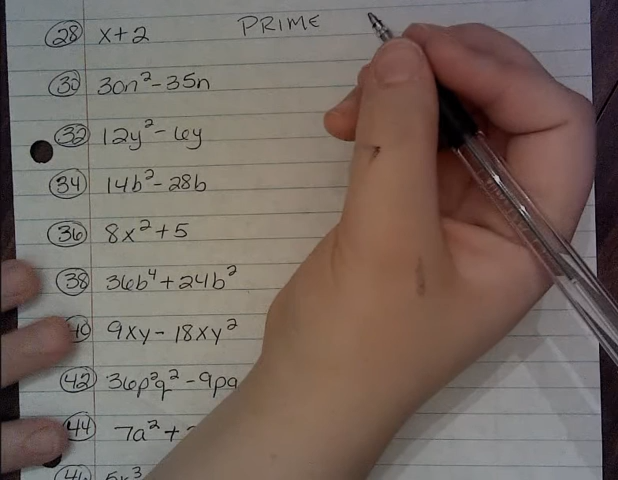 28 x+2 PRIME
30 30n²-35n
32 12y²-6y
34 14b²-28b
36 8x²+5
38 36b⁴+24b²
40 9xy-18xy²
42 36p²q²-9pq
44 7a²+
46